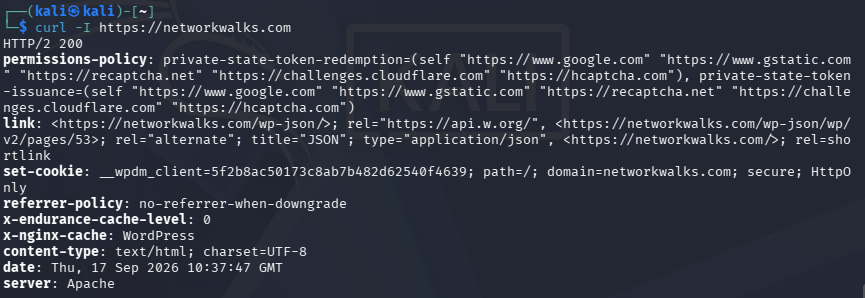 ┌──(kali㉿kali)-[~]
└─$ curl -I https://networkwalks.com
HTTP/2 200
permissions-policy: private-state-token-redemption=(self "https://www.google.com" "https://www.gstatic.com
" "https://recaptcha.net" "https://challenges.cloudflare.com" "https://hcaptcha.com"), private-state-token
-issuance=(self "https://www.google.com" "https://www.gstatic.com" "https://recaptcha.net" "https://challe
nges.cloudflare.com" "https://hcaptcha.com")
link: <https://networkwalks.com/wp-json/>; rel="https://api.w.org/", <https://networkwalks.com/wp-json/wp/
v2/pages/53>; rel="alternate"; title="JSON"; type="application/json", <https://networkwalks.com/>; rel=sho
rtlink
set-cookie: __wpdm_client=5f2b8ac50173c8ab7b482d62540f4639; path=/; domain=networkwalks.com; secure; HttpO
nly
referrer-policy: no-referrer-when-downgrade
x-endurance-cache-level: 0
x-nginx-cache: WordPress
content-type: text/html; charset=UTF-8
date: Thu, 17 Sep 2026 10:37:47 GMT
server: Apache